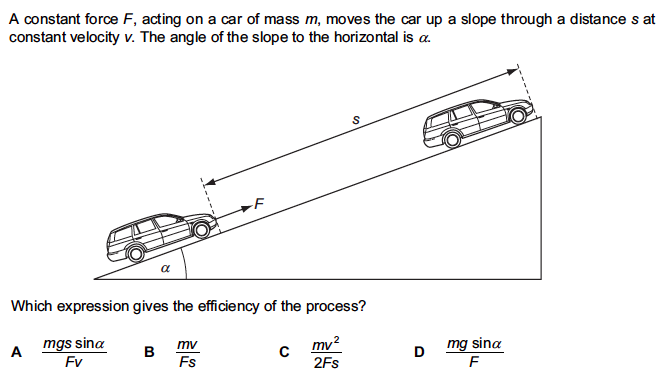 A constant force F, acting on a car of mass m, moves the car up a slope through a distance s at
constant velocity v. The angle of the slope to the horizontal is α.
s
F
α
Which expression gives the efficiency of the process?
A mgs sinα / Fv B mv / Fs C mv² / 2Fs D mg sinα / F